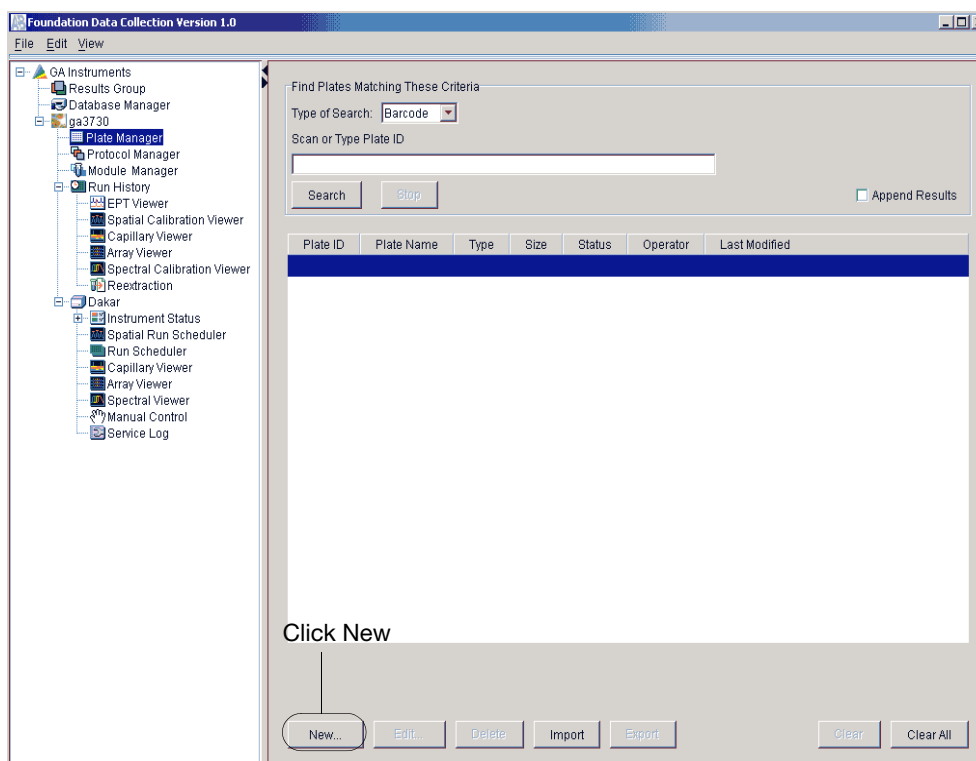 Foundation Data Collection Version 1.0
File Edit View
GA Instruments
Results Group
Database Manager
ga3730
Plate Manager
Protocol Manager
Module Manager
Run History
EPT Viewer
Spatial Calibration Viewer
Capillary Viewer
Array Viewer
Spectral Calibration Viewer
Reextraction
Dakar
Instrument Status
Spatial Run Scheduler
Run Scheduler
Capillary Viewer
Array Viewer
Spectral Viewer
Manual Control
Service Log
Find Plates Matching These Criteria
Type of Search: Barcode
Scan or Type Plate ID
Search Stop Append Results
Plate ID Plate Name Type Size Status Operator Last Modified
Click New
New... Edit... Delete Import Export Clear Clear All